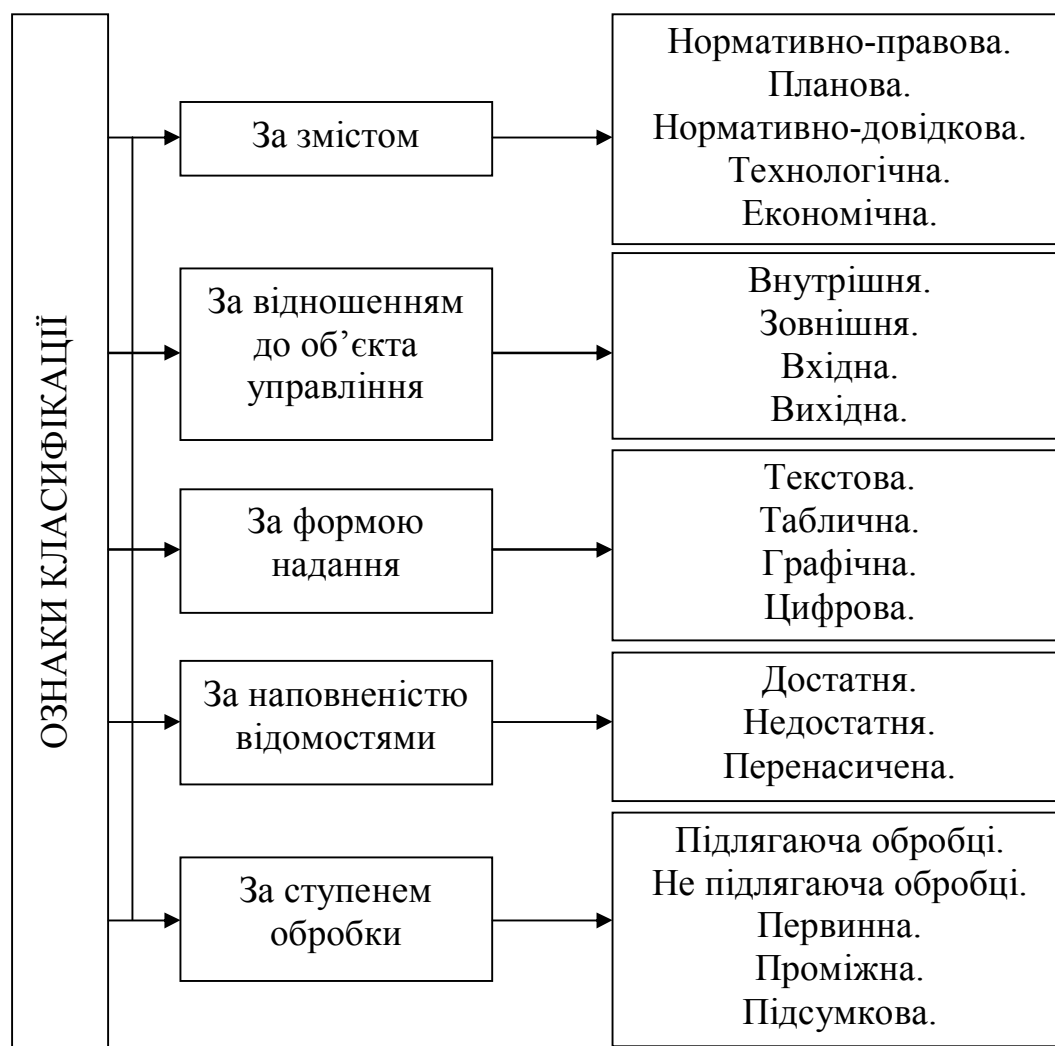 ОЗНАКИ КЛАСИФІКАЦІЇ
За змістом
Нормативно-правова.
Планова.
Нормативно-довідкова.
Технологічна.
Економічна.
За відношенням
до об’єкта
управління
Внутрішня.
Зовнішня.
Вхідна.
Вихідна.
За формою
надання
Текстова.
Таблична.
Графічна.
Цифрова.
За наповненістю
відомостями
Достатня.
Недостатня.
Перенасичена.
За ступенем
обробки
Підлягаюча обробці.
Не підлягаюча обробці.
Первинна.
Проміжна.
Підсумкова.